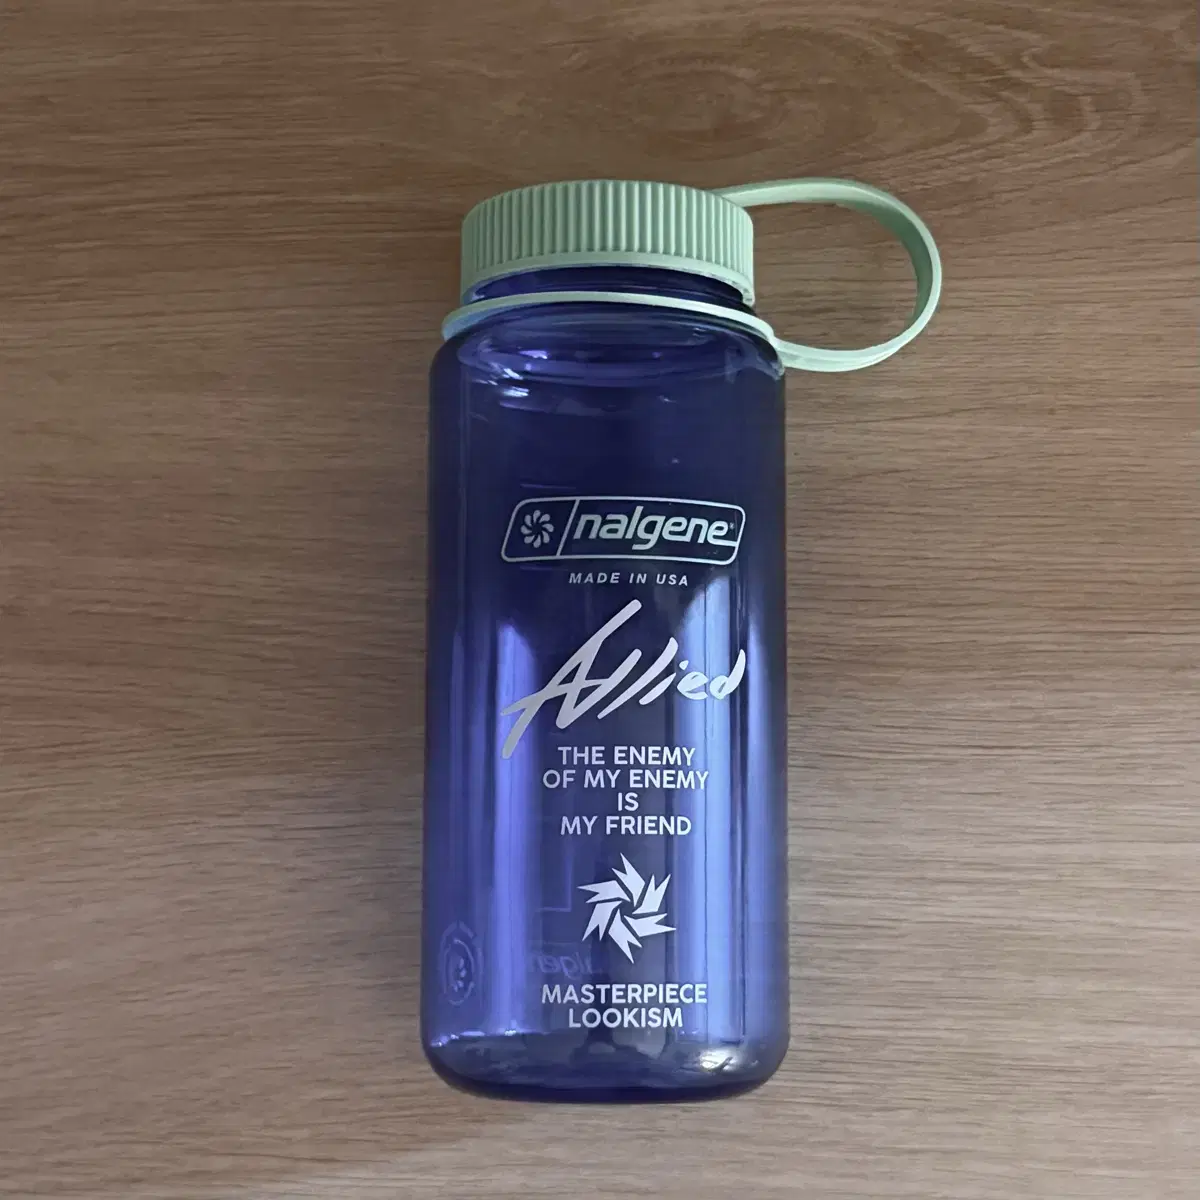 nalgene®
MADE IN USA
Allied
THE ENEMY
OF MY ENEMY
IS
MY FRIEND
MASTERPIECE
LOOKISM